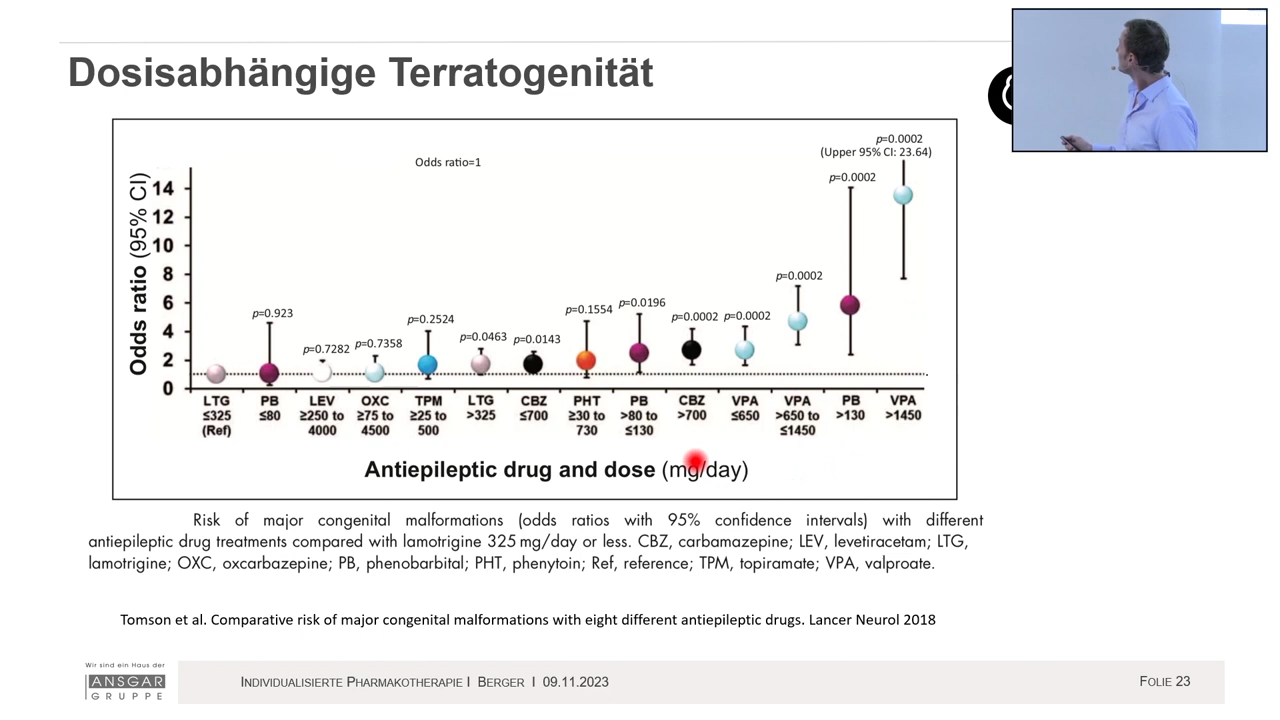 Dosisabhängige Terratogenität
Odds ratio (95% CI)
14
12
10
8
6
4
2
0
Odds ratio=1
p=0.923
p=0.7282
p=0.7358
p=0.2524
p=0.0463
p=0.0143
p=0.1554
p=0.0196
p=0.0002
p=0.0002
p=0.0002
p=0.0002
p=0.0002
(Upper 95% CI: 23.64)
LTG
≤325
(Ref)
PB
≤80
LEV
≥250 to
4000
OXC
≥75 to
4500
TPM
≥25 to
500
LTG
>325
CBZ
≤700
PHT
≥30 to
730
PB
>80 to
≤130
CBZ
>700
VPA
≤650
VPA
>650 to
≤1450
PB
>130
VPA
>1450
Antiepileptic drug and dose (mg/day)
Risk of major congenital malformations (odds ratios with 95% confidence intervals) with different
antiepileptic drug treatments compared with lamotrigine 325 mg/day or less. CBZ, carbamazepine; LEV, levetiracetam; LTG,
lamotrigine; OXC, oxcarbazepine; PB, phenobarbital; PHT, phenytoin; Ref, reference; TPM, topiramate; VPA, valproate.
Tomson et al. Comparative risk of major congenital malformations with eight different antiepileptic drugs. Lancer Neurol 2018
Wir sind ein Haus der
ANSGAR
GRUPPE
INDIVIDUALISIERTE PHARMAKOTHERAPIE I BERGER I 09.11.2023
FOLIE 23